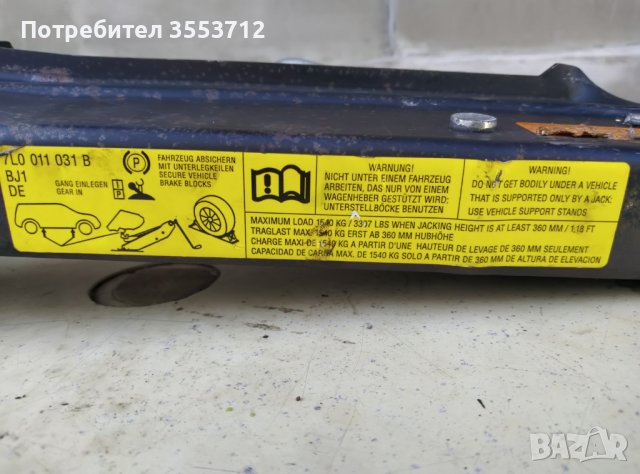 Потребител 3553712
7L0 011 031 B
BJ1
DE
GANG EINLEGEN
GEAR IN
P
FAHRZEUG ABSICHERN
MIT UNTERLEGKEILEN
SECURE VEHICLE
BRAKE BLOCKS
WARNUNG!
NICHT UNTER EINEM FAHRZEUG
ARBEITEN, DAS NUR VON EINEM
WAGENHEBER GESTÜTZT WIRD:
UNTERSTELLBÖCKE BENUTZEN
WARNING!
DO NOT GET BODILY UNDER A VEHICLE
THAT IS SUPPORTED ONLY BY A JACK:
USE VEHICLE SUPPORT STANDS
MAXIMUM LOAD 1540 KG / 3397 LBS WHEN JACKING HEIGHT IS AT LEAST 360 MM / 1,18 FT
TRAGLAST MAX. 1540 KG ERST AB 360 MM HUBHÖHE
CHARGE MAXI-DE 1540 KG A PARTIR D'UNE HAUTEUR DE LEVAGE DE 360 MM SEULEMENT
CAPACIDAD DE CARGA MAX. DE 1540 KG SOLO A PARTIR DE 360 MM DE ALTURA DE ELEVACION
BAZAR